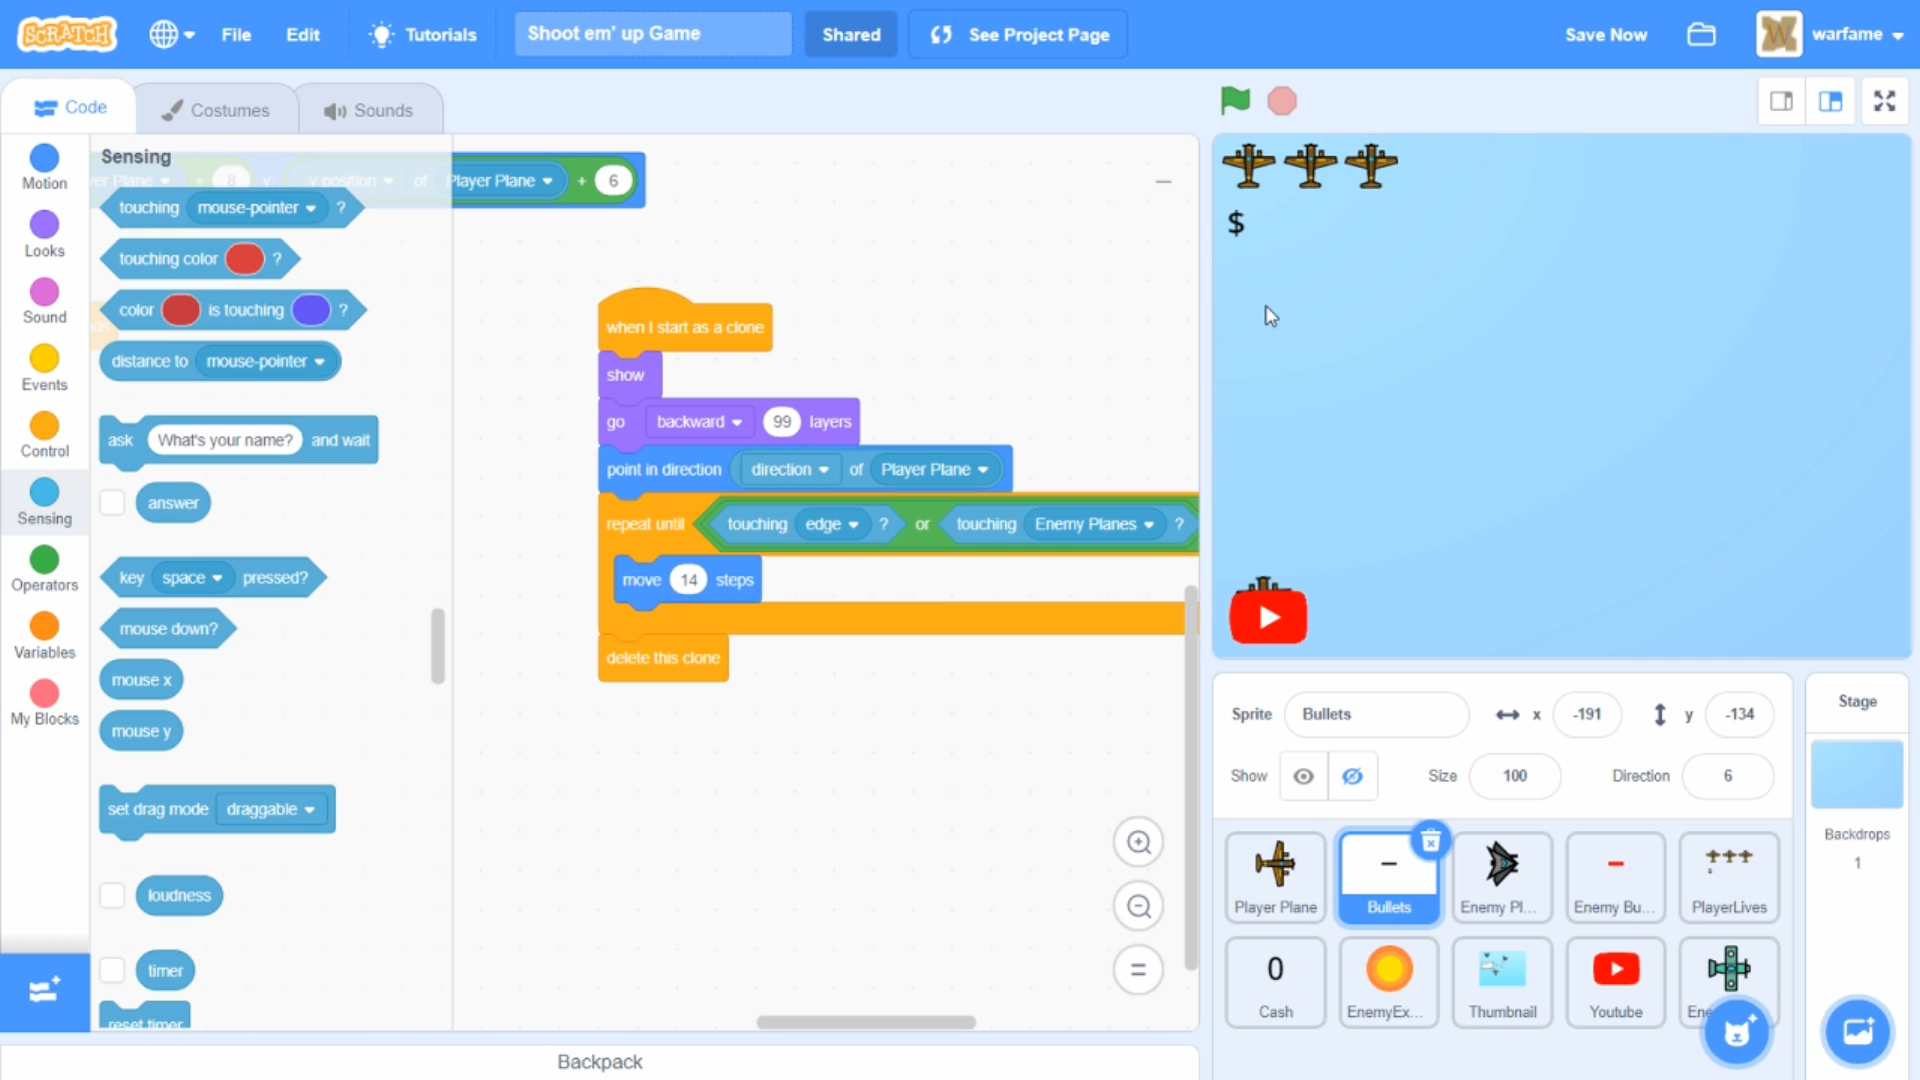 SCRATCH File Edit Tutorials Shoot em' up Game Shared See Project Page Save Now warfame
Code Costumes Sounds
Motion
Looks
Sound
Events
Control
Sensing
Operators
Variables
My Blocks
Sensing
8 y: y position of Player Plane + 6
touching mouse-pointer ?
touching color ?
color is touching ?
distance to mouse-pointer
ask What's your name? and wait
answer
key space pressed?
mouse down?
mouse x
mouse y
set drag mode draggable
loudness
timer
reset timer
when I start as a clone
show
go backward 99 layers
point in direction direction of Player Plane
repeat until touching edge ? or touching Enemy Planes ?
move 14 steps
delete this clone
Backpack
$
Sprite Bullets x -191 y -134
Show Size 100 Direction 6
Player Plane Bullets Enemy Pl... Enemy Bu... PlayerLives
0
Cash EnemyEx... Thumbnail Youtube Ene
Stage
Backdrops
1